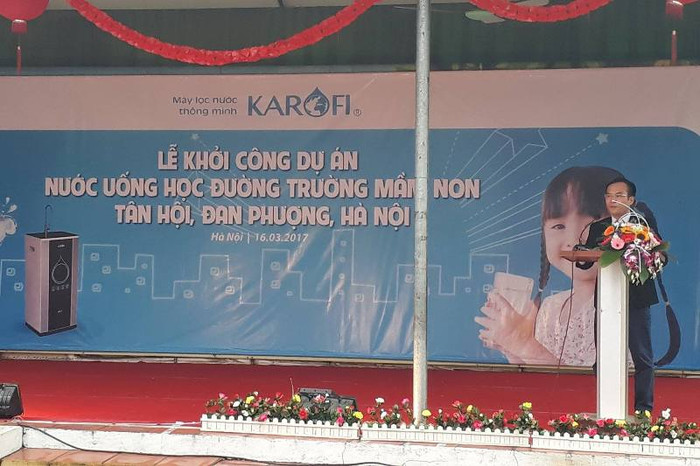 Máy lọc nước
thông minh
KAROFI®
LỄ KHỞI CÔNG DỰ ÁN
NƯỚC UỐNG HỌC ĐƯỜNG TRƯỜNG MẦM NON
TÂN HỘI, ĐAN PHƯỢNG, HÀ NỘI
Hà Nội | 16.03.2017